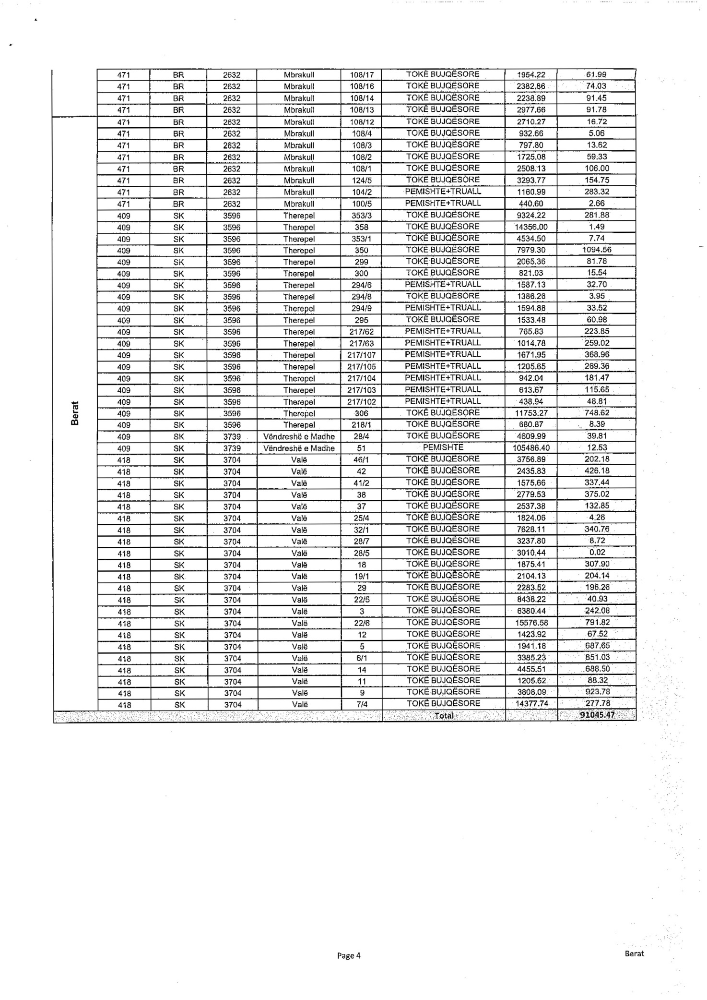 471 BR 2632 Mbrakull 108/17 TOKË BUJQËSORE 1954.22 61.99
471 BR 2632 Mbrakull 108/16 TOKË BUJQËSORE 2382.86 74.03
471 BR 2632 Mbrakull 108/14 TOKË BUJQËSORE 2238.89 91.45
471 BR 2632 Mbrakull 108/13 TOKË BUJQËSORE 2977.66 91.78
471 BR 2632 Mbrakull 108/12 TOKË BUJQËSORE 2710.27 16.72
471 BR 2632 Mbrakull 108/4 TOKË BUJQËSORE 932.66 5.06
471 BR 2632 Mbrakull 108/3 TOKË BUJQËSORE 797.80 13.62
471 BR 2632 Mbrakull 108/2 TOKË BUJQËSORE 1725.08 59.33
471 BR 2632 Mbrakull 108/1 TOKË BUJQËSORE 2508.13 106.00
471 BR 2632 Mbrakull 124/5 TOKË BUJQËSORE 3293.77 154.75
471 BR 2632 Mbrakull 104/2 PEMISHTE+TRUALL 1160.99 283.32
471 BR 2632 Mbrakull 100/5 PEMISHTE+TRUALL 440.60 2.66
409 SK 3596 Therepel 353/3 TOKË BUJQËSORE 9324.22 281.88
409 SK 3596 Therepel 358 TOKË BUJQËSORE 14356.00 1.49
409 SK 3596 Therepel 353/1 TOKË BUJQËSORE 4534.50 7.74
409 SK 3596 Therepel 350 TOKË BUJQËSORE 7979.30 1094.56
409 SK 3596 Therepel 299 TOKË BUJQËSORE 2065.36 81.78
409 SK 3596 Therepel 300 TOKË BUJQËSORE 821.03 15.54
409 SK 3596 Therepel 294/6 PEMISHTE+TRUALL 1587.13 32.70
409 SK 3596 Therepel 294/8 TOKË BUJQËSORE 1386.26 3.95
409 SK 3596 Therepel 294/9 PEMISHTE+TRUALL 1594.88 33.52
409 SK 3596 Therepel 295 TOKË BUJQËSORE 1533.48 60.98
409 SK 3596 Therepel 217/62 PEMISHTE+TRUALL 765.83 223.85
409 SK 3596 Therepel 217/63 PEMISHTE+TRUALL 1014.78 259.02
409 SK 3596 Therepel 217/107 PEMISHTE+TRUALL 1671.95 368.96
409 SK 3596 Therepel 217/105 PEMISHTE+TRUALL 1205.65 269.36
409 SK 3596 Therepel 217/104 PEMISHTE+TRUALL 942.04 181.47
409 SK 3596 Therepel 217/103 PEMISHTE+TRUALL 613.67 115.65
409 SK 3596 Therepel 217/102 PEMISHTE+TRUALL 438.94 48.81
Berat
409 SK 3596 Therepel 306 TOKË BUJQËSORE 11753.27 748.62
409 SK 3596 Therepel 218/1 TOKË BUJQËSORE 680.87 8.39
409 SK 3739 Vëndreshë e Madhe 28/4 TOKË BUJQËSORE 4609.99 39.81
409 SK 3739 Vëndreshë e Madhe 51 PEMISHTE 105486.40 12.53
418 SK 3704 Valë 46/1 TOKË BUJQËSORE 3756.89 202.18
418 SK 3704 Valë 42 TOKË BUJQËSORE 2435.83 426.18
418 SK 3704 Valë 41/2 TOKË BUJQËSORE 1575.66 337.44
418 SK 3704 Valë 38 TOKË BUJQËSORE 2779.53 375.02
418 SK 3704 Valë 37 TOKË BUJQËSORE 2537.38 132.85
418 SK 3704 Valë 25/4 TOKË BUJQËSORE 1824.06 4.26
418 SK 3704 Valë 32/1 TOKË BUJQËSORE 7628.11 340.76
418 SK 3704 Valë 28/7 TOKË BUJQËSORE 3237.80 8.72
418 SK 3704 Valë 28/5 TOKË BUJQËSORE 3010.44 0.02
418 SK 3704 Valë 18 TOKË BUJQËSORE 1875.41 307.90
418 SK 3704 Valë 19/1 TOKË BUJQËSORE 2104.13 204.14
418 SK 3704 Valë 29 TOKË BUJQËSORE 2283.52 196.26
418 SK 3704 Valë 22/5 TOKË BUJQËSORE 8438.22 40.93
418 SK 3704 Valë 3 TOKË BUJQËSORE 6380.44 242.08
418 SK 3704 Valë 22/6 TOKË BUJQËSORE 15576.58 791.82
418 SK 3704 Valë 12 TOKË BUJQËSORE 1423.92 67.52
418 SK 3704 Valë 5 TOKË BUJQËSORE 1941.18 687.65
418 SK 3704 Valë 6/1 TOKË BUJQËSORE 3385.23 851.03
418 SK 3704 Valë 14 TOKË BUJQËSORE 4455.51 688.50
418 SK 3704 Valë 11 TOKË BUJQËSORE 1205.62 88.32
418 SK 3704 Valë 9 TOKË BUJQËSORE 3808.09 923.78
418 SK 3704 Valë 7/4 TOKË BUJQËSORE 14377.74 277.78
Total 91045.47
Page 4
Berat